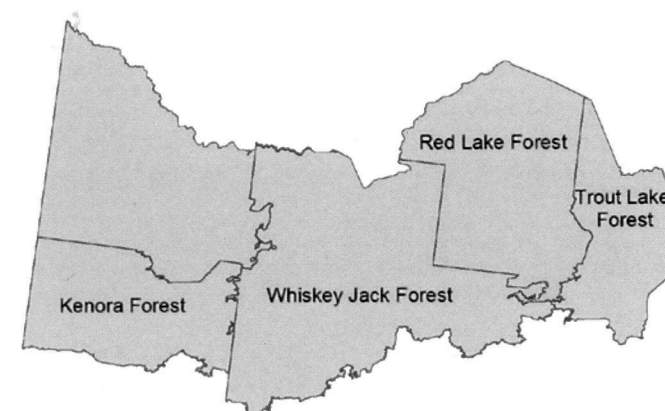 Red Lake Forest
Trout Lake
Forest
Whiskey Jack Forest
Kenora Forest